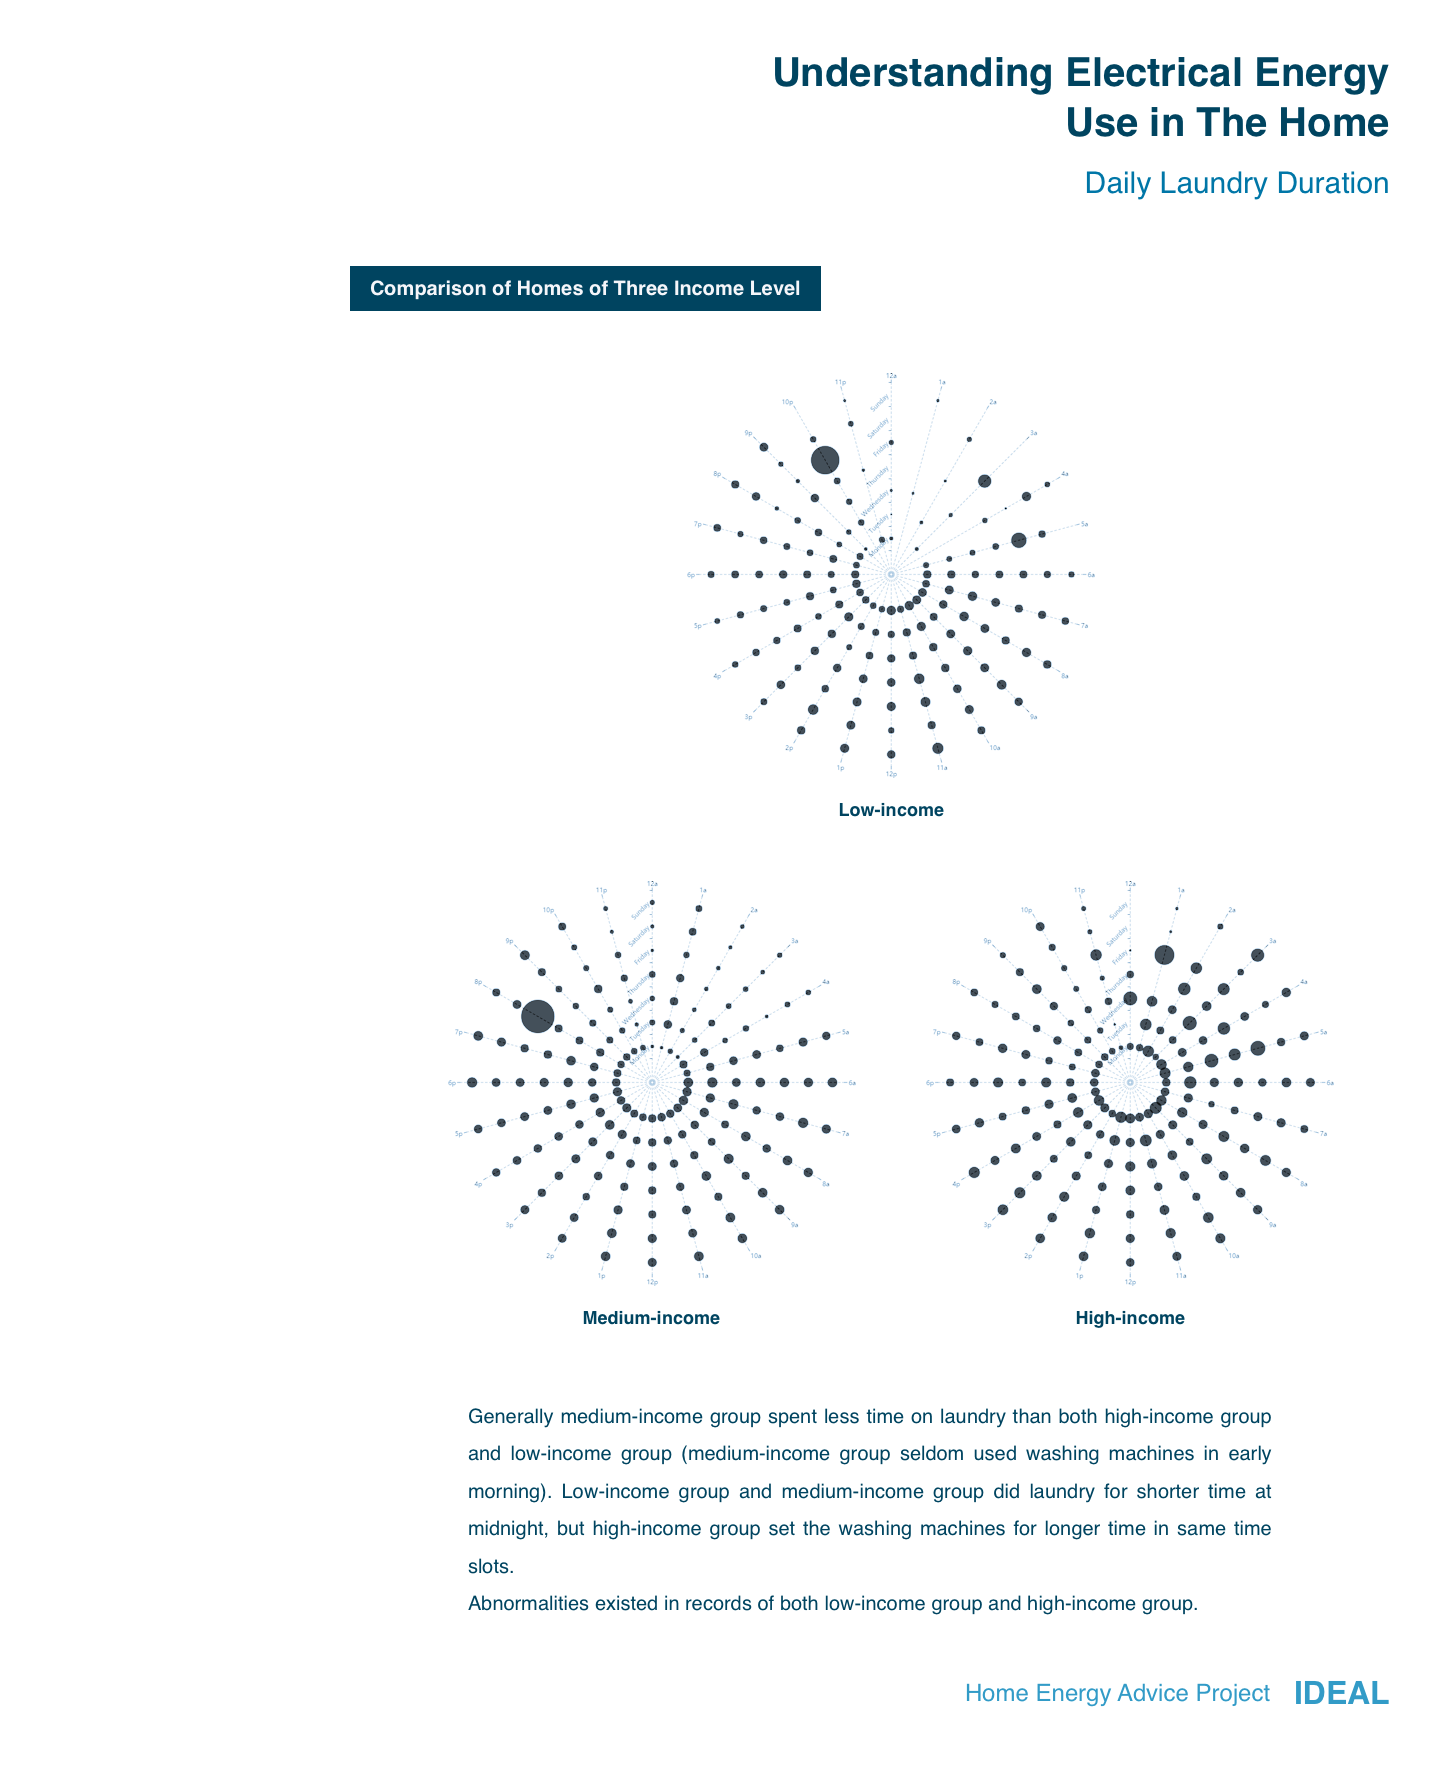 Understanding Electrical Energy
Use in The Home
Daily Laundry Duration
Comparison of Homes of Three Income Level
12a
1a
2a
3a
4a
5a
6a
7a
8a
9a
10a
11a
12p
1p
2p
3p
4p
5p
6p
7p
8p
9p
10p
11p
Sunday
Saturday
Friday
Thursday
Wednesday
Tuesday
Monday
Low-income
12a
1a
2a
3a
4a
5a
6a
7a
8a
9a
10a
11a
12p
1p
2p
3p
4p
5p
6p
7p
8p
9p
10p
11p
Sunday
Saturday
Friday
Thursday
Wednesday
Tuesday
Monday
Medium-income
12a
1a
2a
3a
4a
5a
6a
7a
8a
9a
10a
11a
12p
1p
2p
3p
4p
5p
6p
7p
8p
9p
10p
11p
Sunday
Saturday
Friday
Thursday
Wednesday
Tuesday
Monday
High-income
Generally medium-income group spent less time on laundry than both high-income group
and low-income group (medium-income group seldom used washing machines in early
morning). Low-income group and medium-income group did laundry for shorter time at
midnight, but high-income group set the washing machines for longer time in same time
slots.
Abnormalities existed in records of both low-income group and high-income group.
Home Energy Advice Project IDEAL